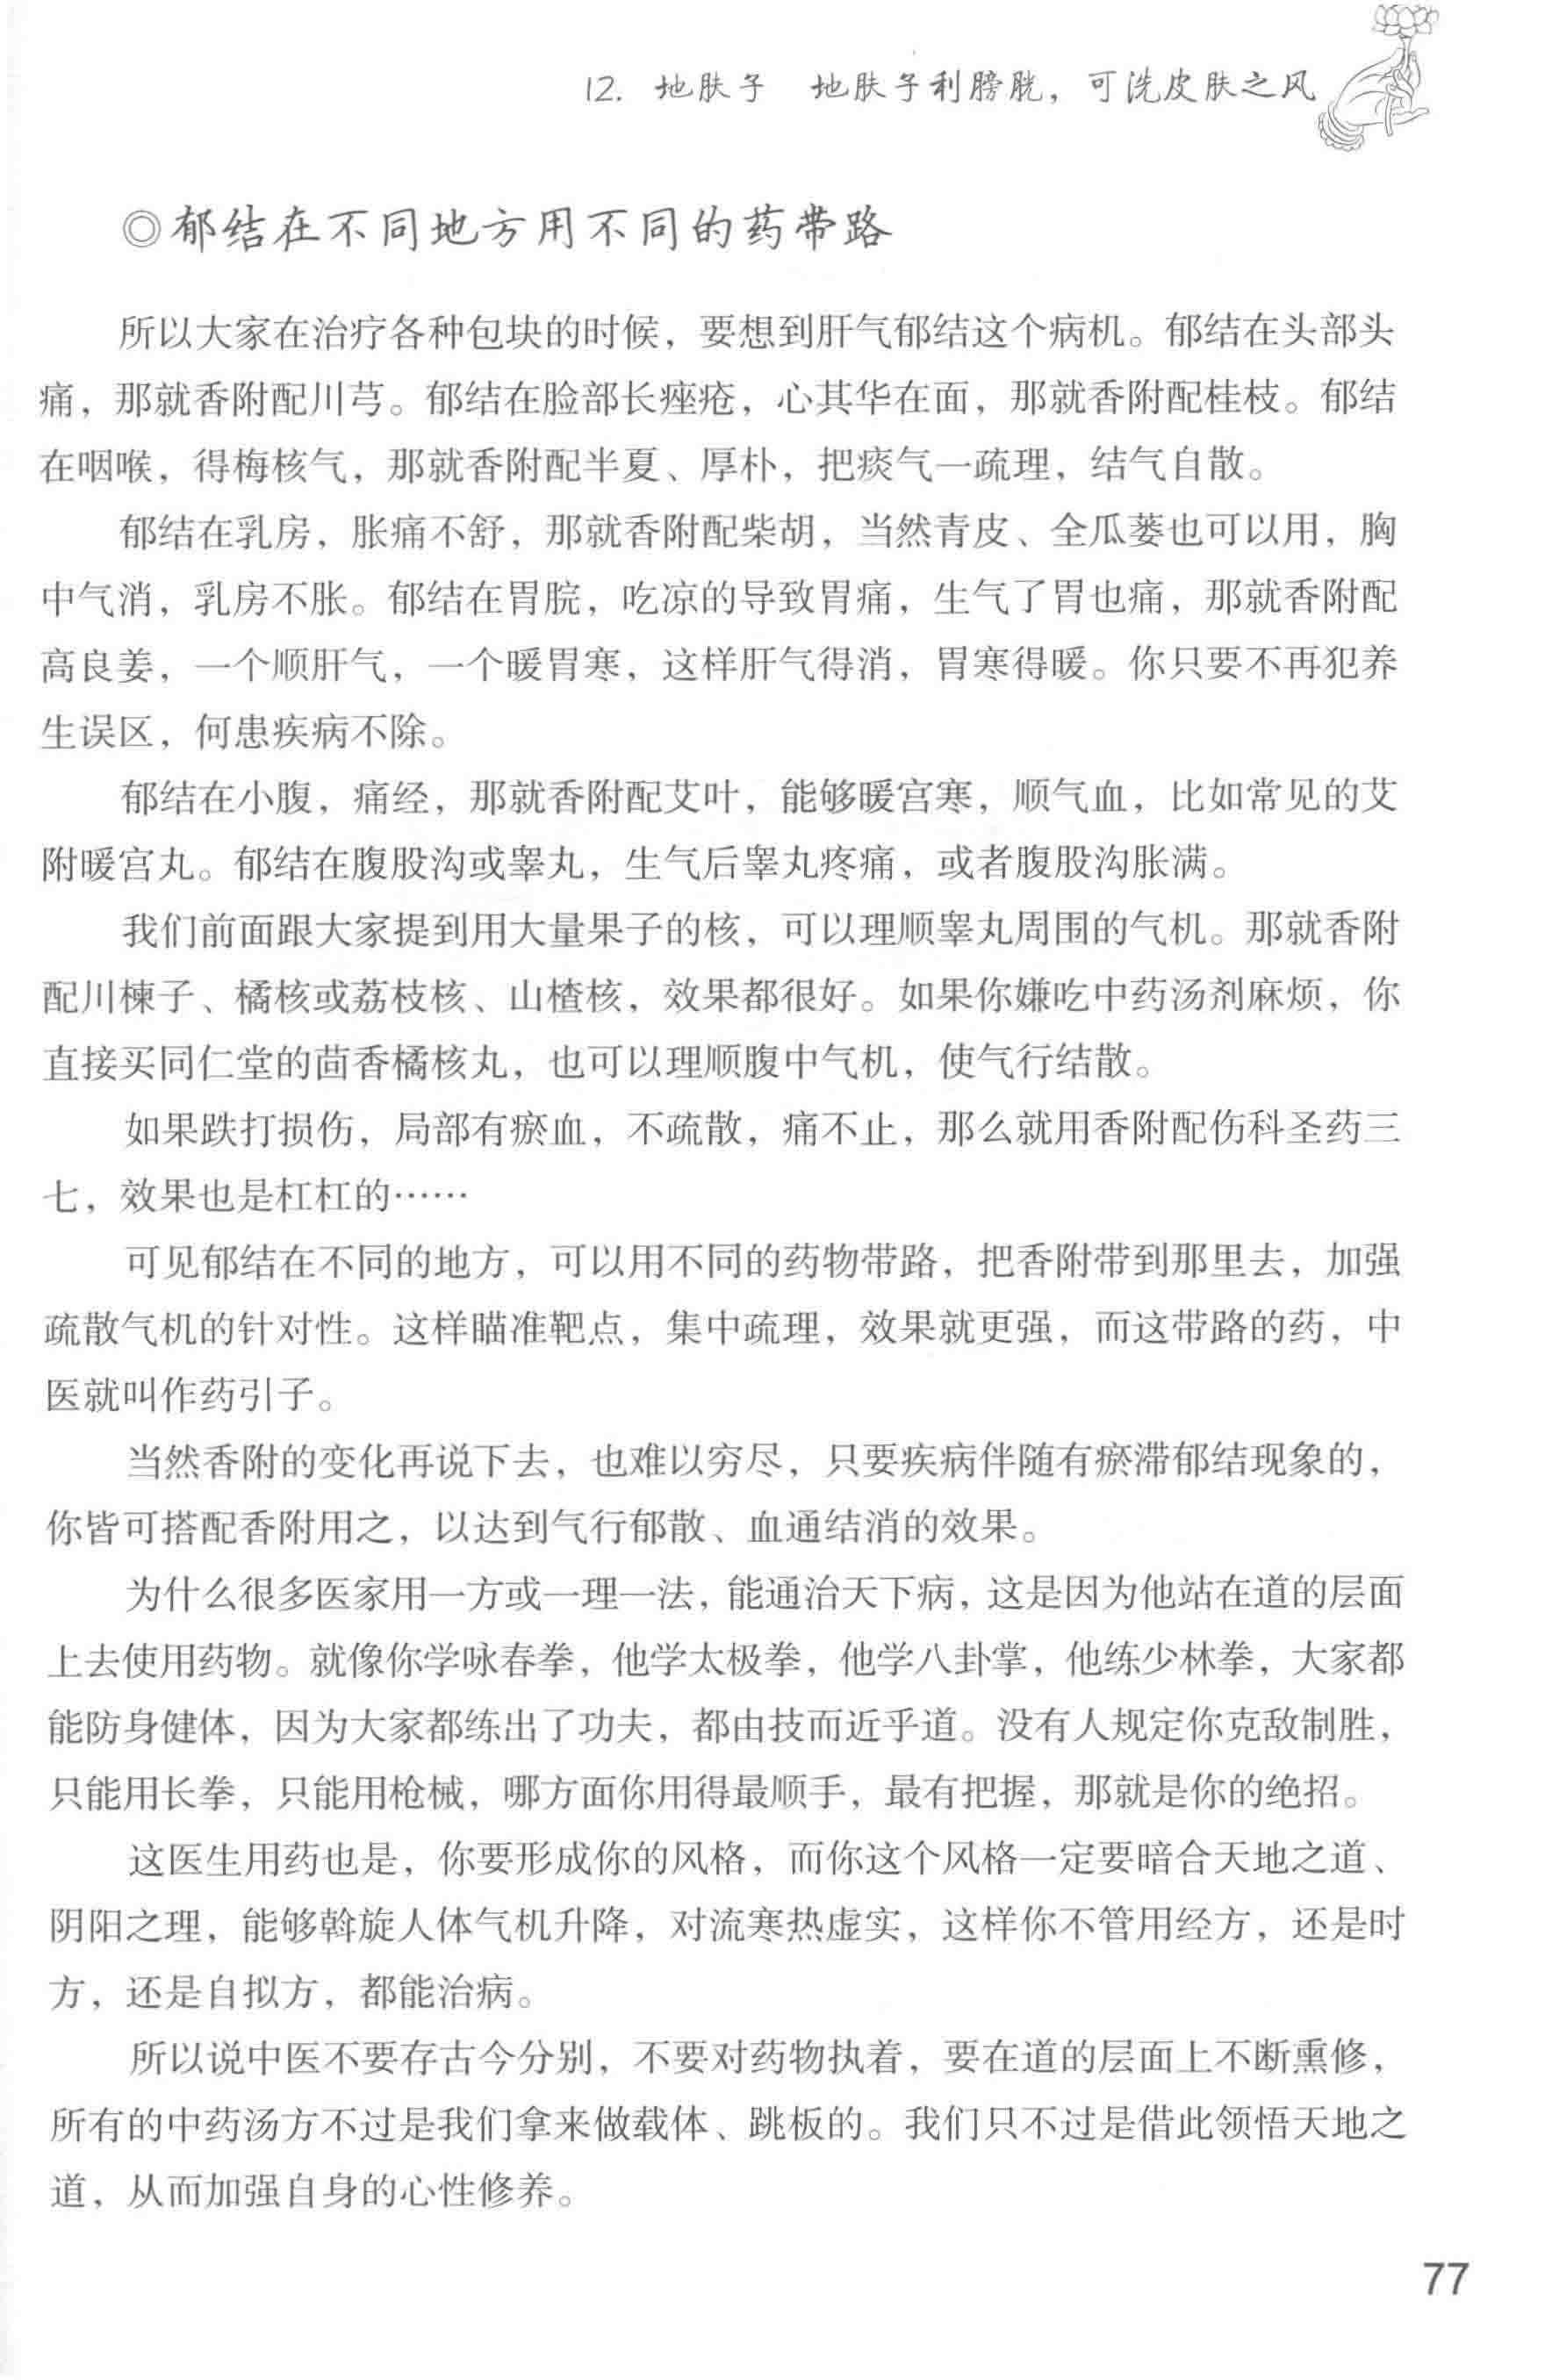 12. 地肤子　地肤子利膀胱，可洗皮肤之风
◎郁结在不同地方用不同的药带路
所以大家在治疗各种包块的时候，要想到肝气郁结这个病机。郁结在头部头
痛，那就香附配川芎。郁结在脸部长痤疮，心其华在面，那就香附配桂枝。郁结
在咽喉，得梅核气，那就香附配半夏、厚朴，把痰气一疏理，结气自散。
郁结在乳房，胀痛不舒，那就香附配柴胡，当然青皮、全瓜蒌也可以用，胸
中气消，乳房不胀。郁结在胃脘，吃凉的导致胃痛，生气了胃也痛，那就香附配
高良姜，一个顺肝气，一个暖胃寒，这样肝气得消，胃寒得暖。你只要不再犯养
生误区，何患疾病不除。
郁结在小腹，痛经，那就香附配艾叶，能够暖宫寒，顺气血，比如常见的艾
附暖宫丸。郁结在腹股沟或睾丸，生气后睾丸疼痛，或者腹股沟胀满。
我们前面跟大家提到用大量果子的核，可以理顺睾丸周围的气机。那就香附
配川楝子、橘核或荔枝核、山楂核，效果都很好。如果你嫌吃中药汤剂麻烦，你
直接买同仁堂的茴香橘核丸，也可以理顺腹中气机，使气行结散。
如果跌打损伤，局部有瘀血，不疏散，痛不止，那么就用香附配伤科圣药三
七，效果也是杠杠的……
可见郁结在不同的地方，可以用不同的药物带路，把香附带到那里去，加强
疏散气机的针对性。这样瞄准靶点，集中疏理，效果就更强，而这带路的药，中
医就叫作药引子。
当然香附的变化再说下去，也难以穷尽，只要疾病伴随有瘀滞郁结现象的，
你皆可搭配香附用之，以达到气行郁散、血通结消的效果。
为什么很多医家用一方或一理一法，能通治天下病，这是因为他站在道的层面
上去使用药物。就像你学咏春拳，他学太极拳，他学八卦掌，他练少林拳，大家都
能防身健体，因为大家都练出了功夫，都由技而近乎道。没有人规定你克敌制胜，
只能用长拳，只能用枪械，哪方面你用得最顺手，最有把握，那就是你的绝招。
这医生用药也是，你要形成你的风格，而你这个风格一定要暗合天地之道、
阴阳之理，能够斡旋人体气机升降，对流寒热虚实，这样你不管用经方，还是时
方，还是自拟方，都能治病。
所以说中医不要存古今分别，不要对药物执着，要在道的层面上不断熏修，
所有的中药汤方不过是我们拿来做载体、跳板的。我们只不过是借此领悟天地之
道，从而加强自身的心性修养。
77